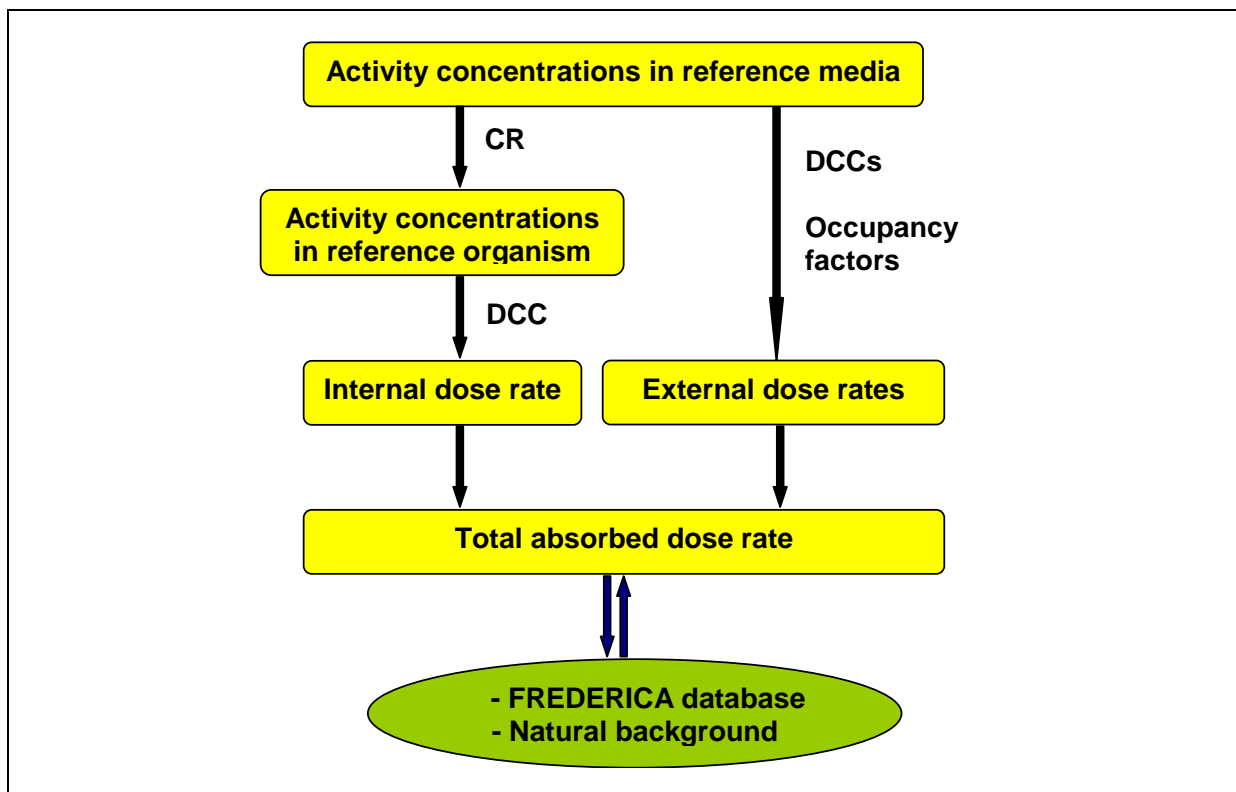 Activity concentrations in reference media
CR
DCCs
Activity concentrations
in reference organism
Occupancy
factors
DCC
Internal dose rate
External dose rates
Total absorbed dose rate
- FREDERICA database
- Natural background